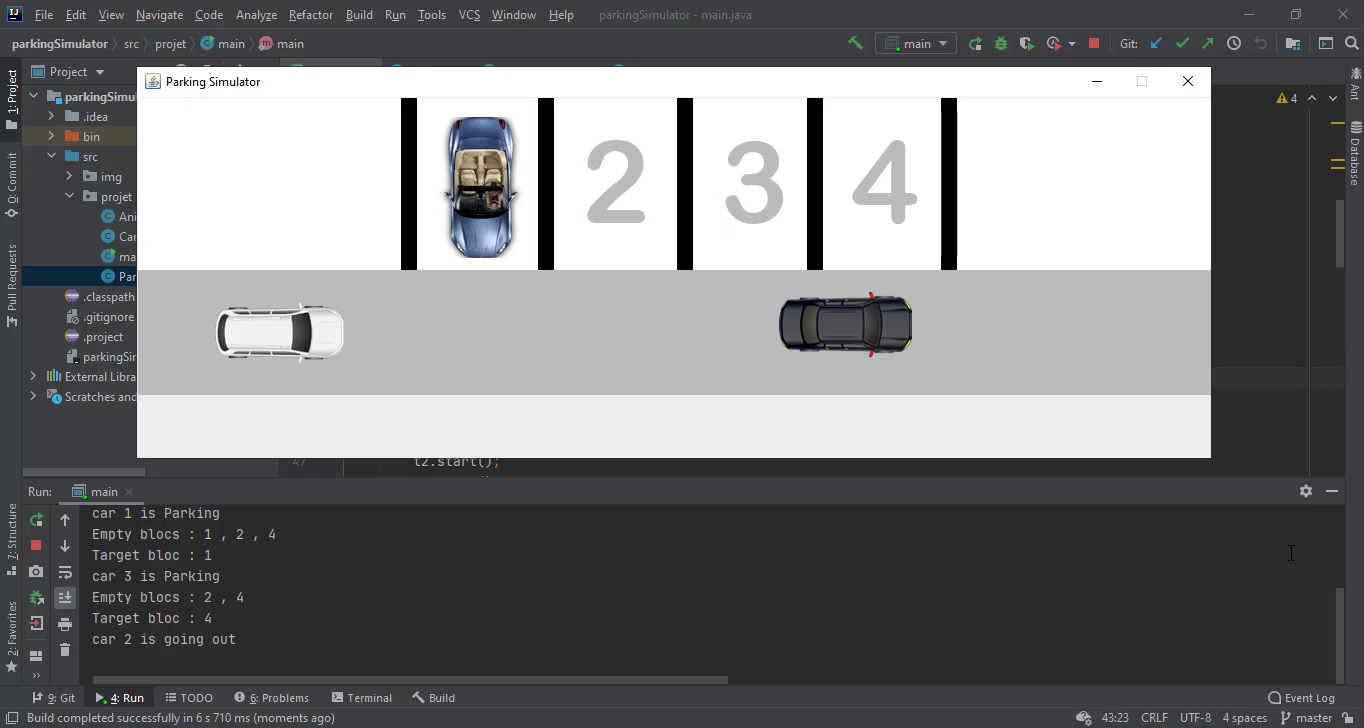 File Edit View Navigate Code Analyze Refactor Build Run Tools VCS Window Help parkingSimulator - main.java
parkingSimulator src projet main main main Git:
Project
Parking Simulator
4
1: Project
parkingSimu
.idea
bin
src
img
projet
Ani
Car
ma
Par
.classpath
.gitignore
.project
parkingSir
External Libra
Scratches and
0: Commit
Pull Requests
Ant
Database
2 3 4
47 t2.start();
Run: main
car 1 is Parking
Empty blocs : 1 , 2 , 4
Target bloc : 1
car 3 is Parking
Empty blocs : 2 , 4
Target bloc : 4
car 2 is going out
7: Structure
2: Favorites
9: Git 4: Run TODO 6: Problems Terminal Build Event Log
Build completed successfully in 6 s 710 ms (moments ago) 43:23 CRLF UTF-8 4 spaces master